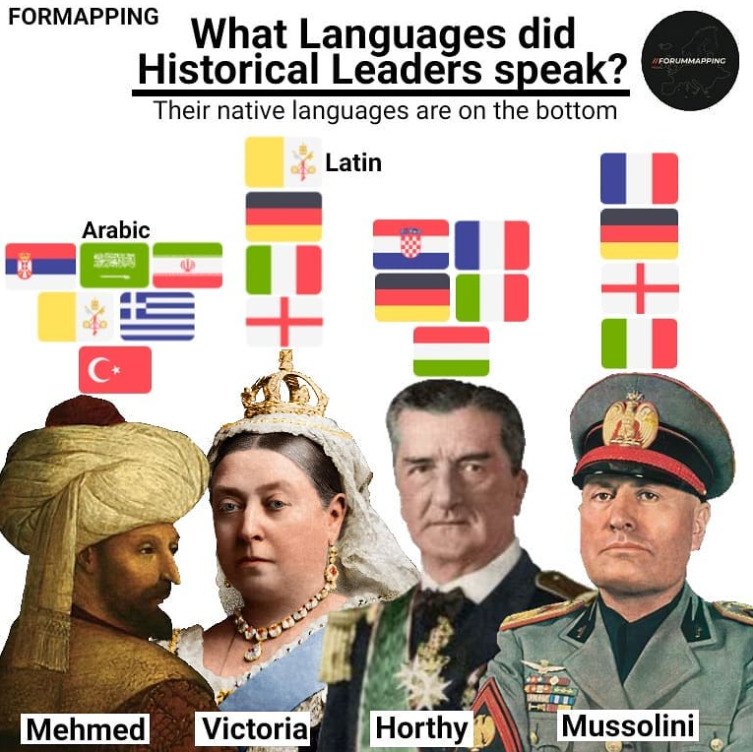 FORMAPPING
What Languages did
Historical Leaders speak?
//FORUMMAPPING
Their native languages are on the bottom
Latin
Arabic
Mehmed
Victoria
Horthy
Mussolini